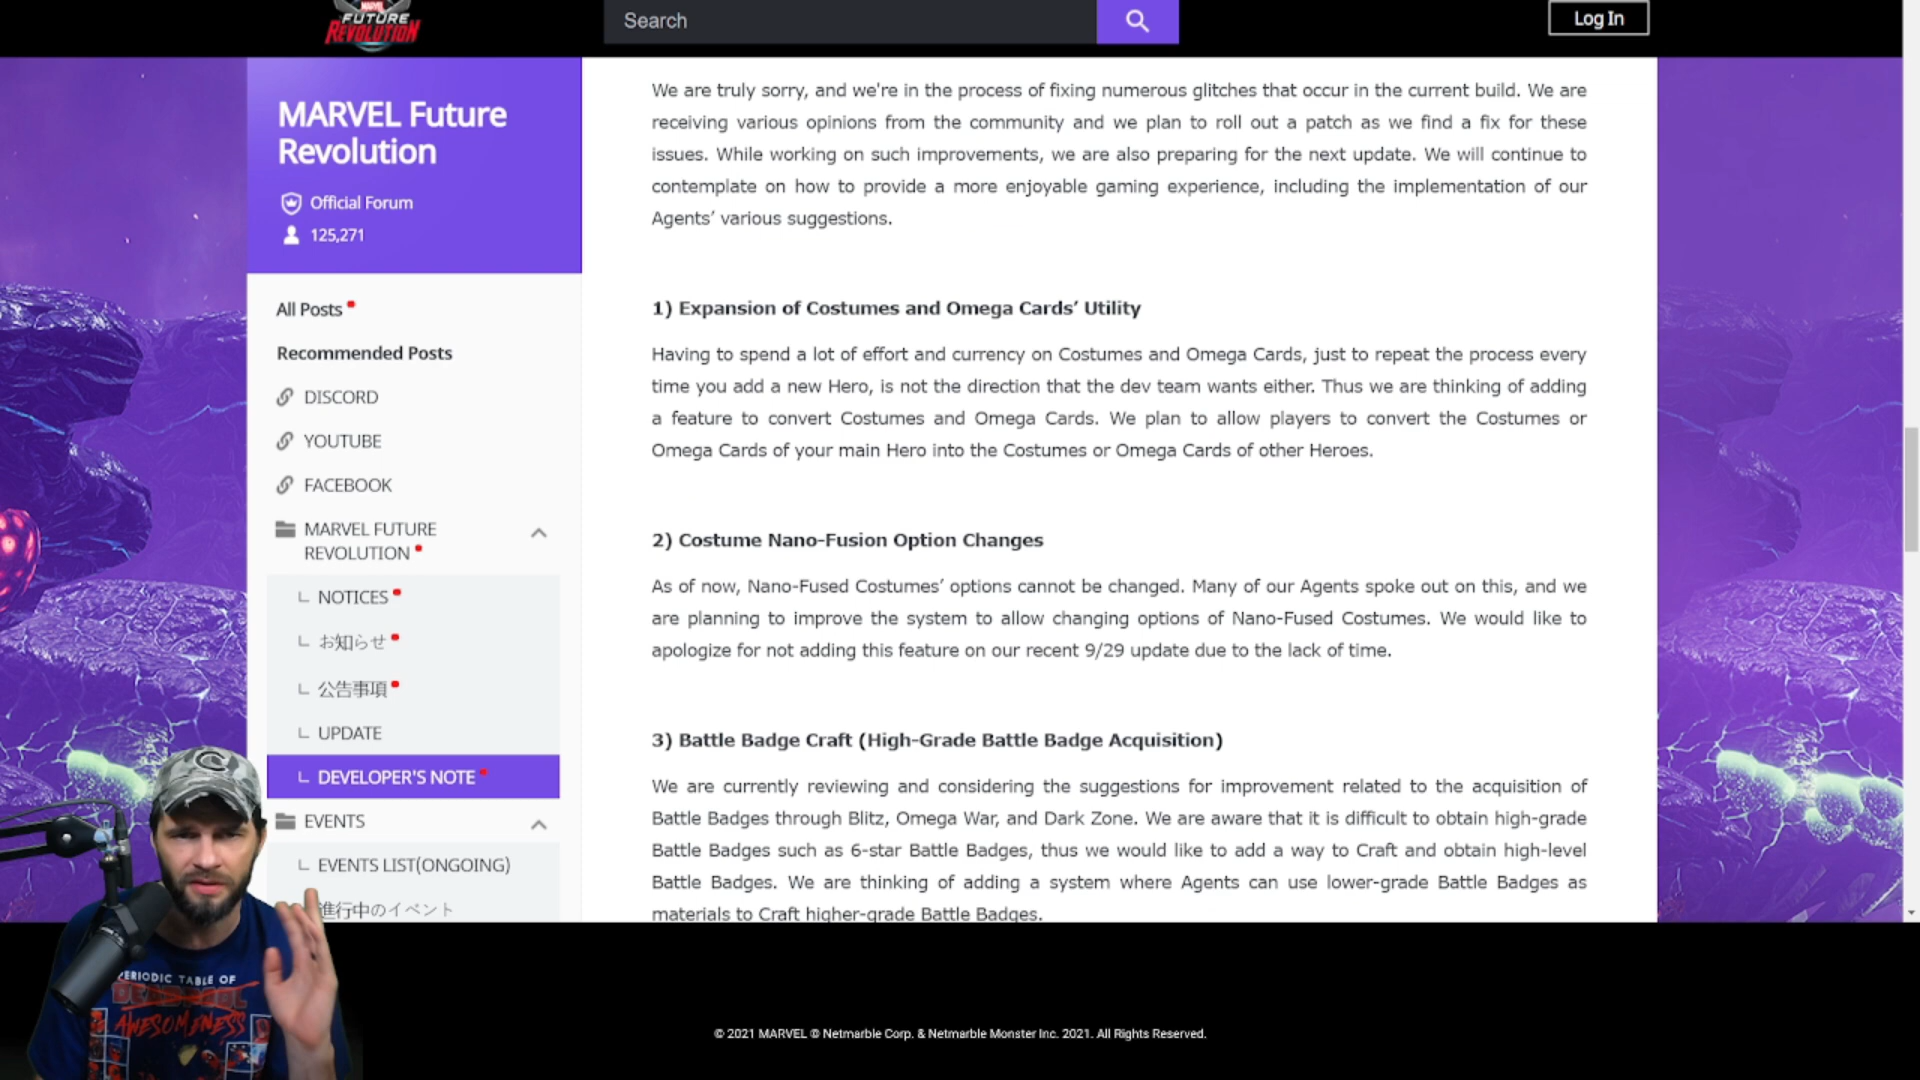 MARVEL
FUTURE
REVOLUTION
Search
Log In
MARVEL Future
Revolution
Official Forum
125,271
All Posts
Recommended Posts
DISCORD
YOUTUBE
FACEBOOK
MARVEL FUTURE
REVOLUTION
NOTICES
お知らせ
公告事項
UPDATE
DEVELOPER'S NOTE
EVENTS
EVENTS LIST(ONGOING)
進行中のイベント
We are truly sorry, and we're in the process of fixing numerous glitches that occur in the current build. We are
receiving various opinions from the community and we plan to roll out a patch as we find a fix for these
issues. While working on such improvements, we are also preparing for the next update. We will continue to
contemplate on how to provide a more enjoyable gaming experience, including the implementation of our
Agents’ various suggestions.
1) Expansion of Costumes and Omega Cards’ Utility
Having to spend a lot of effort and currency on Costumes and Omega Cards, just to repeat the process every
time you add a new Hero, is not the direction that the dev team wants either. Thus we are thinking of adding
a feature to convert Costumes and Omega Cards. We plan to allow players to convert the Costumes or
Omega Cards of your main Hero into the Costumes or Omega Cards of other Heroes.
2) Costume Nano-Fusion Option Changes
As of now, Nano-Fused Costumes’ options cannot be changed. Many of our Agents spoke out on this, and we
are planning to improve the system to allow changing options of Nano-Fused Costumes. We would like to
apologize for not adding this feature on our recent 9/29 update due to the lack of time.
3) Battle Badge Craft (High-Grade Battle Badge Acquisition)
We are currently reviewing and considering the suggestions for improvement related to the acquisition of
Battle Badges through Blitz, Omega War, and Dark Zone. We are aware that it is difficult to obtain high-grade
Battle Badges such as 6-star Battle Badges, thus we would like to add a way to Craft and obtain high-level
Battle Badges. We are thinking of adding a system where Agents can use lower-grade Battle Badges as
materials to Craft higher-grade Battle Badges.
PERIODIC TABLE OF
DEADPOOL
AWESOMENESS
© 2021 MARVEL © Netmarble Corp. & Netmarble Monster Inc. 2021. All Rights Reserved.